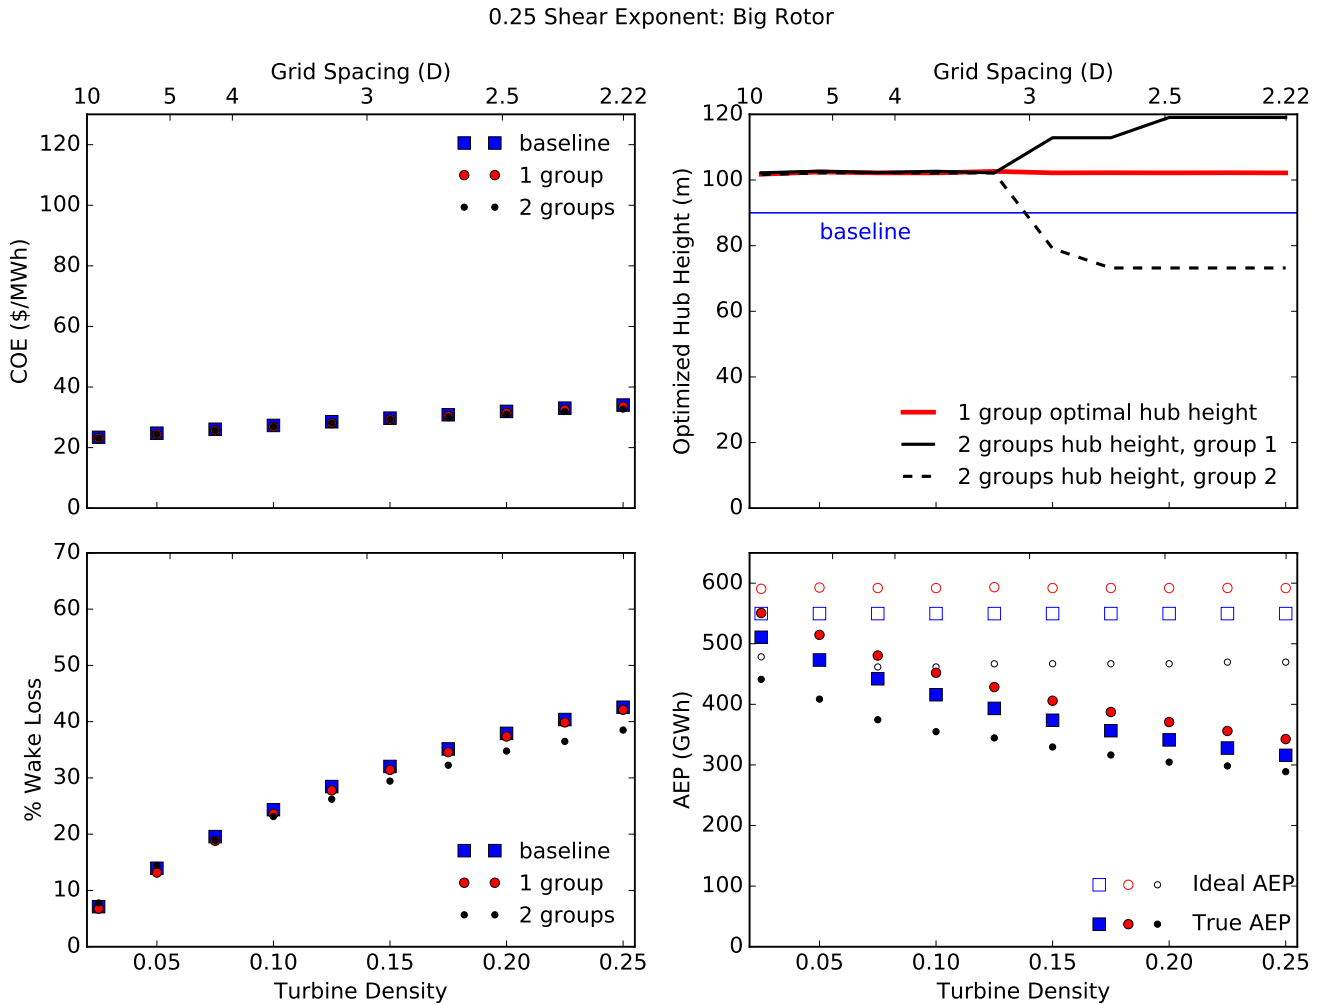 0.25 Shear Exponent: Big Rotor
Grid Spacing (D)
10 5 4 3 2.5 2.22
COE ($/MWh)
120
100
80
60
40
20
0
baseline
1 group
2 groups
Grid Spacing (D)
10 5 4 3 2.5 2.22
Optimized Hub Height (m)
120
100
80
60
40
20
0
baseline
1 group optimal hub height
2 groups hub height, group 1
2 groups hub height, group 2
% Wake Loss
70
60
50
40
30
20
10
0
baseline
1 group
2 groups
0.05 0.10 0.15 0.20 0.25
Turbine Density
AEP (GWh)
600
500
400
300
200
100
0
Ideal AEP
True AEP
0.05 0.10 0.15 0.20 0.25
Turbine Density